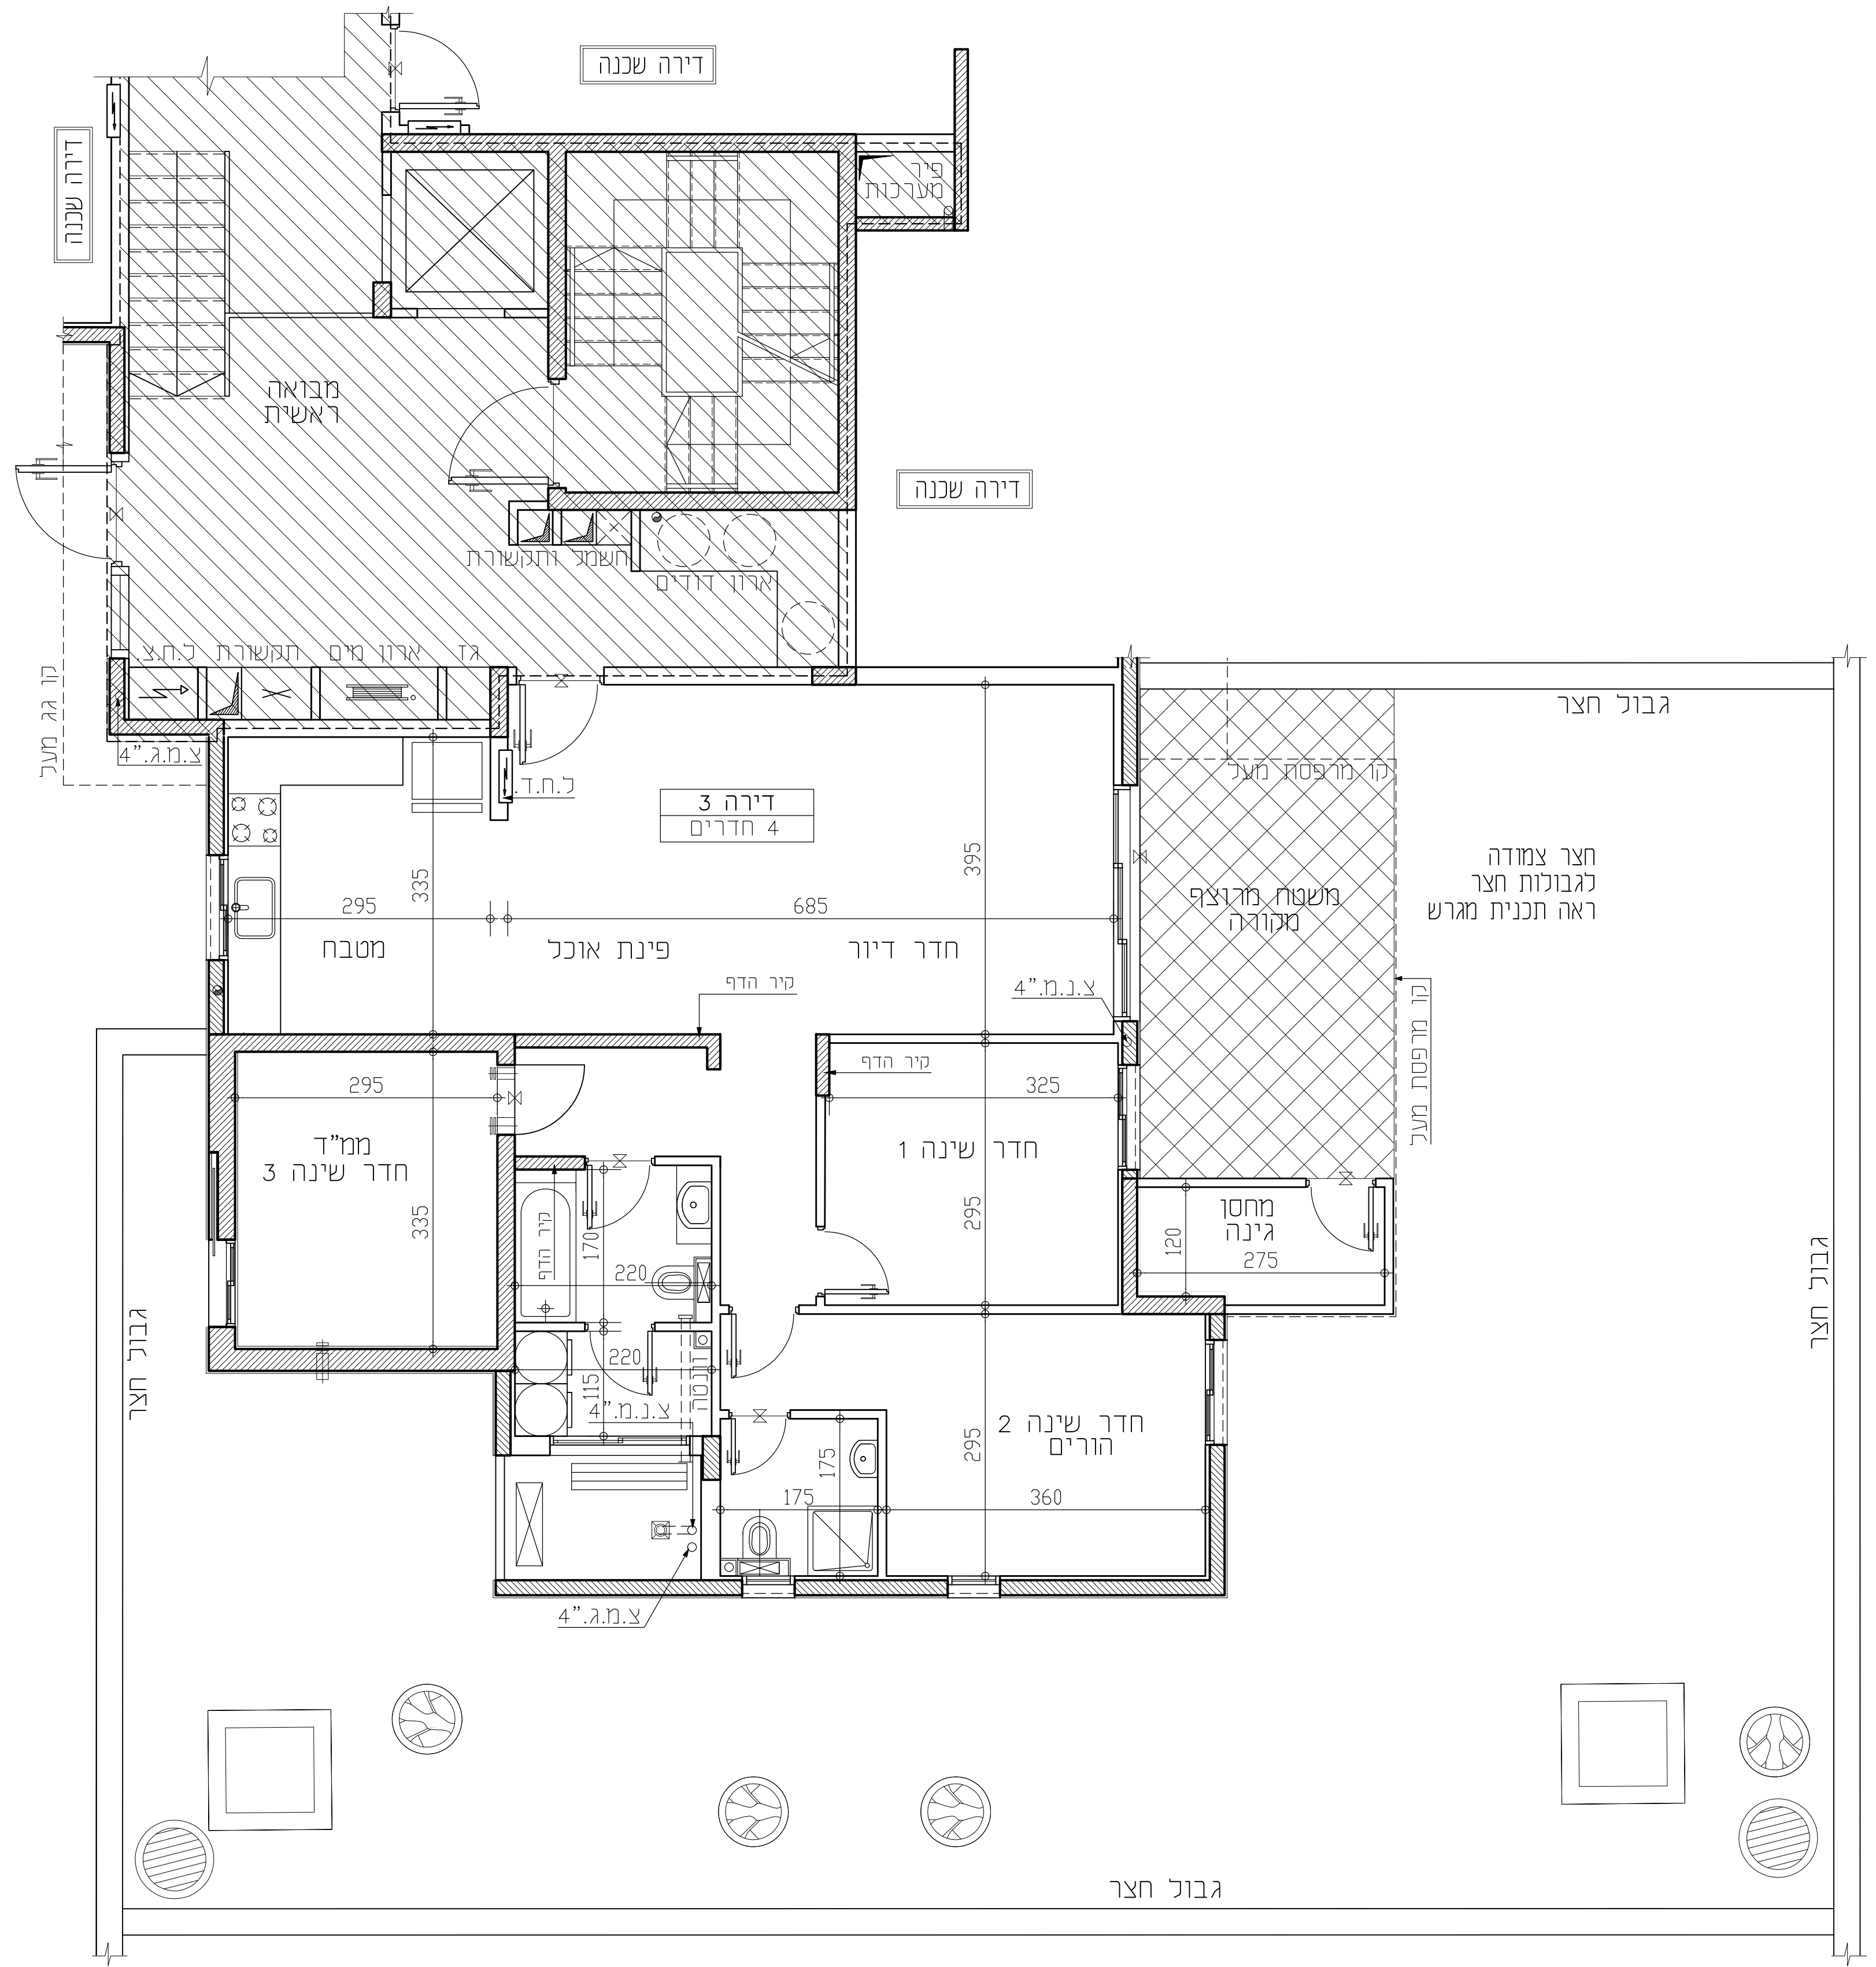 דירה שכנה
דירה שכנה
פיר
מערכות
מבואה
ראשית
דירה שכנה
חשמל ותקשורת
ארון דודים
ל.ח.צ.
תקשורת
ארון מים
גז
קו גג מעל
צ.מ.ג.”4
ל.ח.ד.
דירה 3
4 חדרים
גבול חצר
קו מרפסת מעל
335
395
295
685
מטבח
פינת אוכל
חדר דיור
משטח מרוצף
מקורה
חצר צמודה
לגבולות חצר
ראה תכנית מגרש
קיר הדף
צ.נ.מ.”4
קו מרפסת מעל
קיר הדף
295
325
ממ”ד
חדר שינה 3
חדר שינה 1
335
295
קיר הדף
170
220
מחסן
גינה
120
275
גבול חצר
גבול חצר
220
115
ונטה
צ.נ.מ.”4
חדר שינה 2
הורים
295
175
175
360
צ.מ.ג.”4
גבול חצר